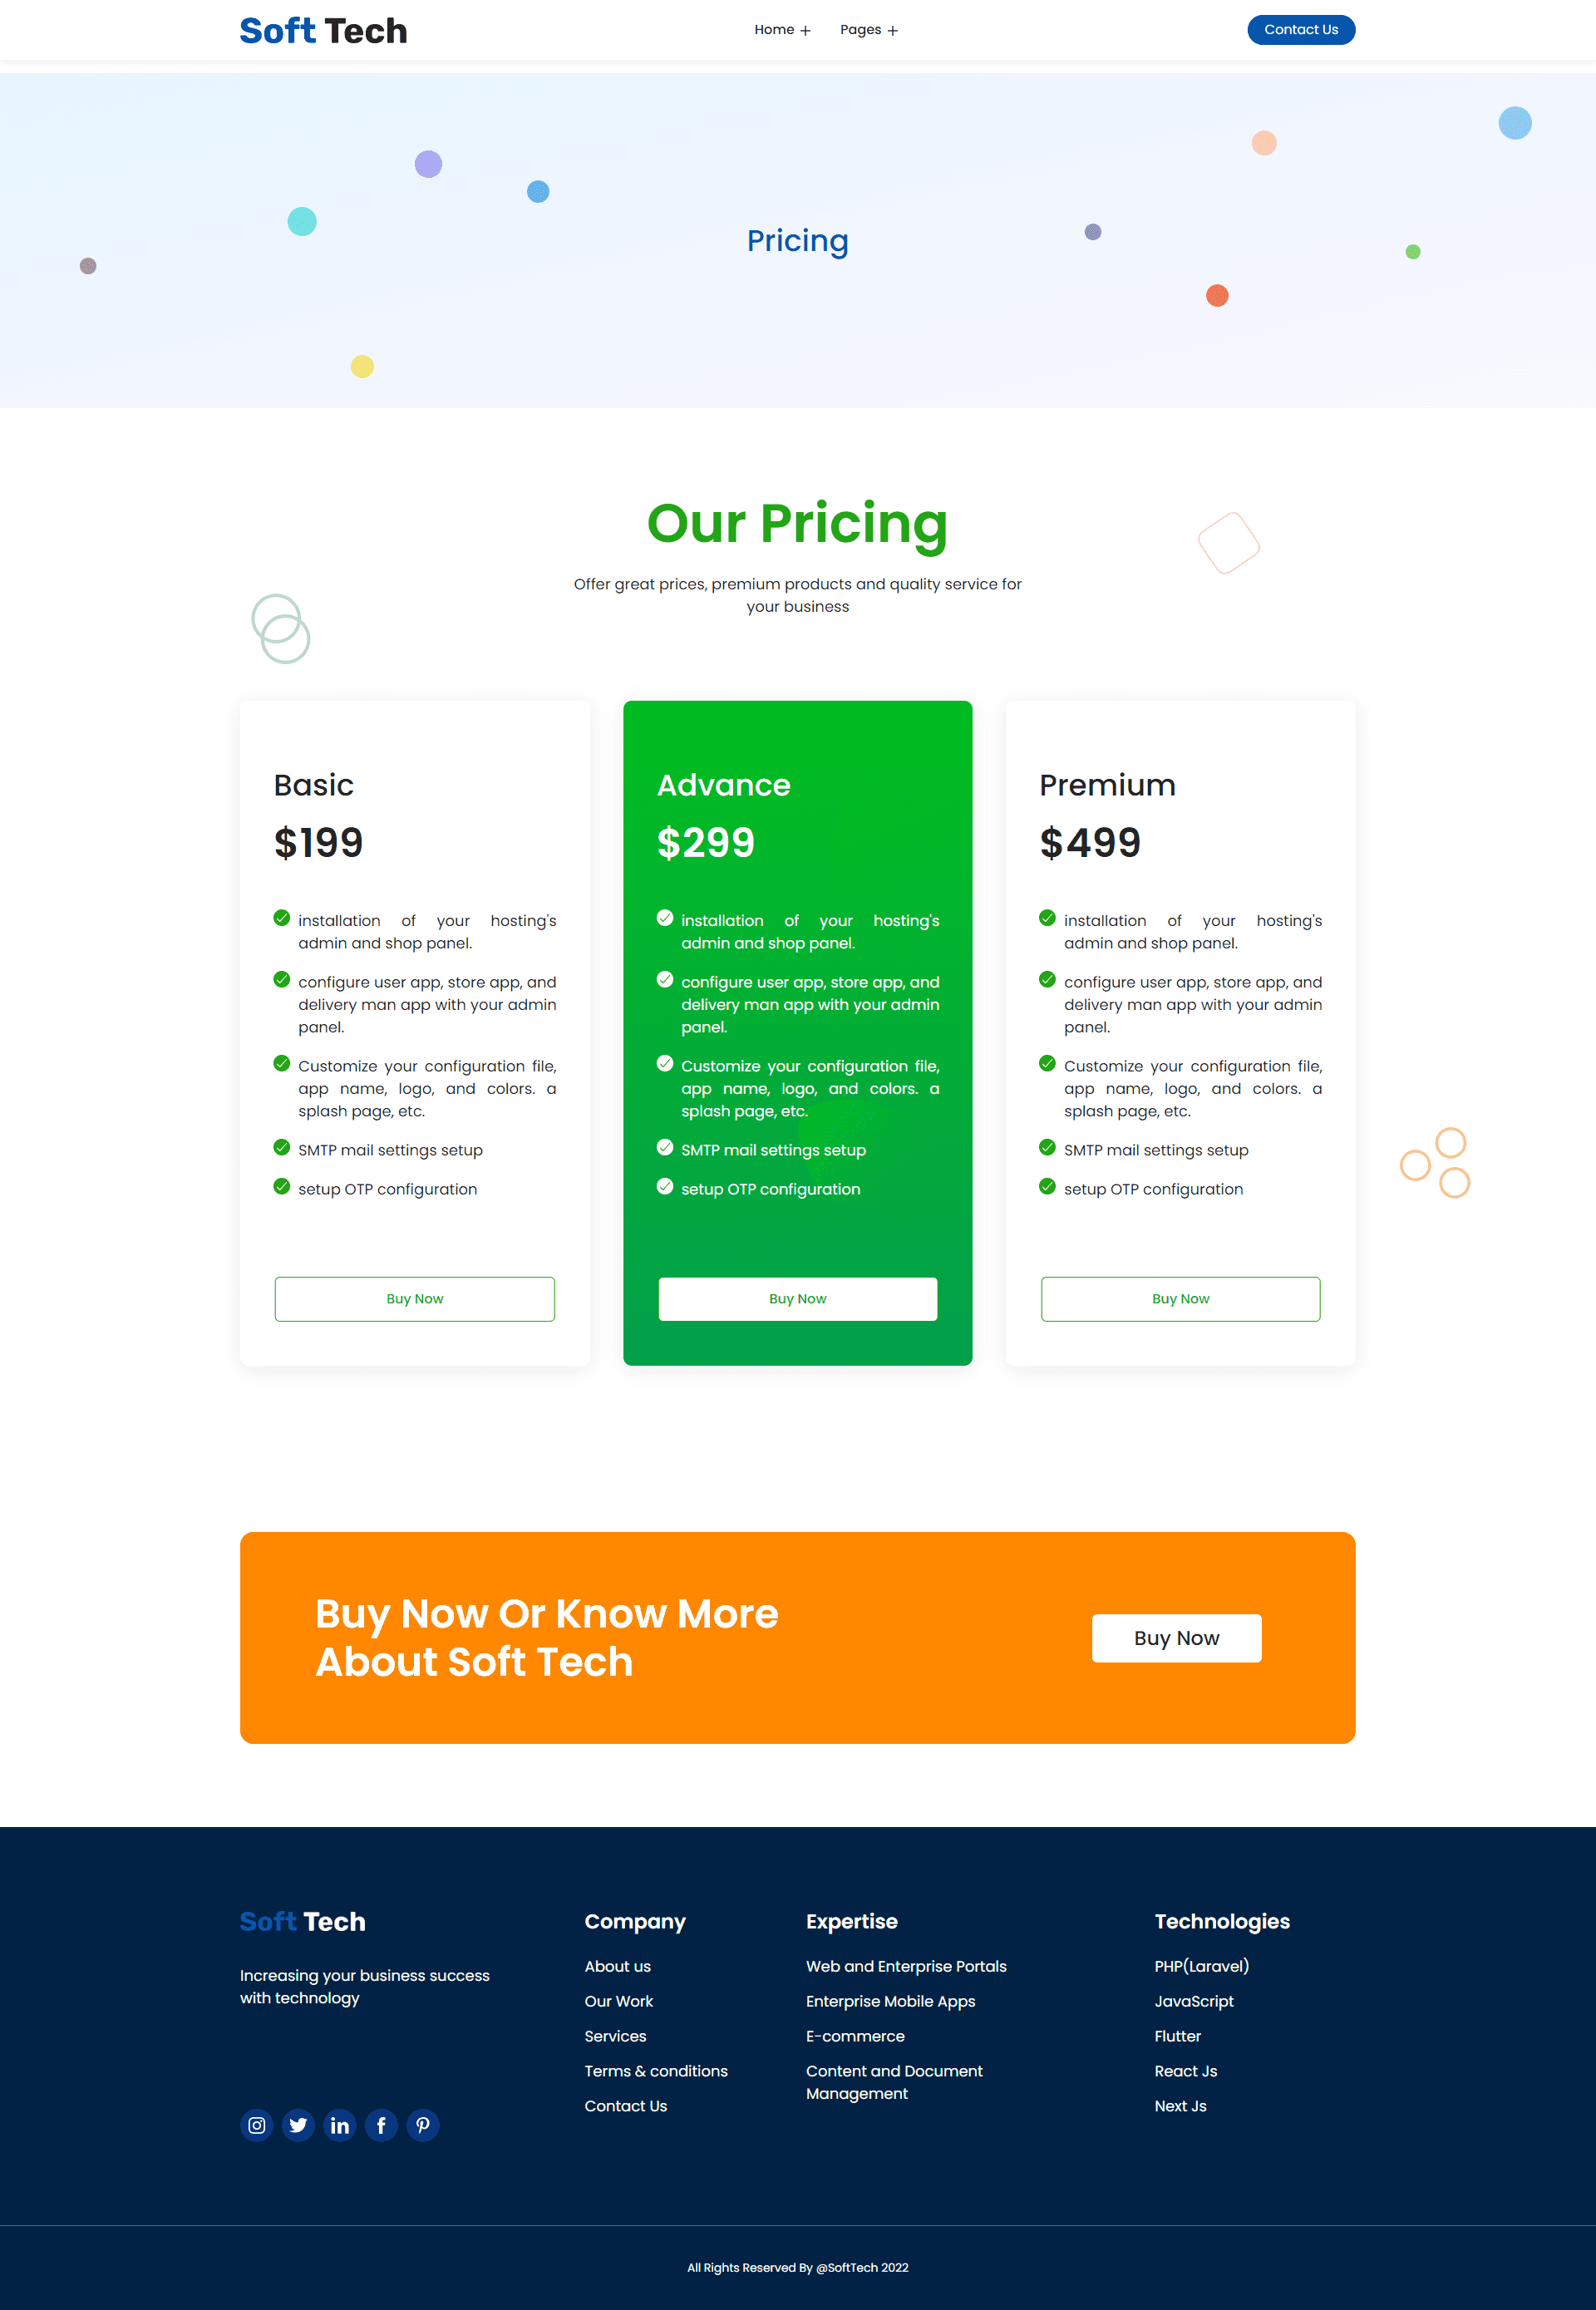 Soft Tech
Home
Pages
Contact Us
Pricing
Our Pricing
Offer great prices, premium products and quality service for
your business
Basic
$199
installation of your hosting's
admin and shop panel.
configure user app, store app, and
delivery man app with your admin
panel.
Customize your configuration file,
app name, logo, and colors. a
splash page, etc.
SMTP mail settings setup
setup OTP configuration
Buy Now
Advance
$299
installation of your hosting's
admin and shop panel.
configure user app, store app, and
delivery man app with your admin
panel.
Customize your configuration file,
app name, logo, and colors. a
splash page, etc.
SMTP mail settings setup
setup OTP configuration
Buy Now
Premium
$499
installation of your hosting's
admin and shop panel.
configure user app, store app, and
delivery man app with your admin
panel.
Customize your configuration file,
app name, logo, and colors. a
splash page, etc.
SMTP mail settings setup
setup OTP configuration
Buy Now
Buy Now Or Know More
About Soft Tech
Buy Now
Soft Tech
Increasing your business success
with technology
Company
About us
Our Work
Services
Terms & conditions
Contact Us
Expertise
Web and Enterprise Portals
Enterprise Mobile Apps
E-commerce
Content and Document
Management
Technologies
PHP(Laravel)
JavaScript
Flutter
React Js
Next Js
All Rights Reserved By @SoftTech 2022